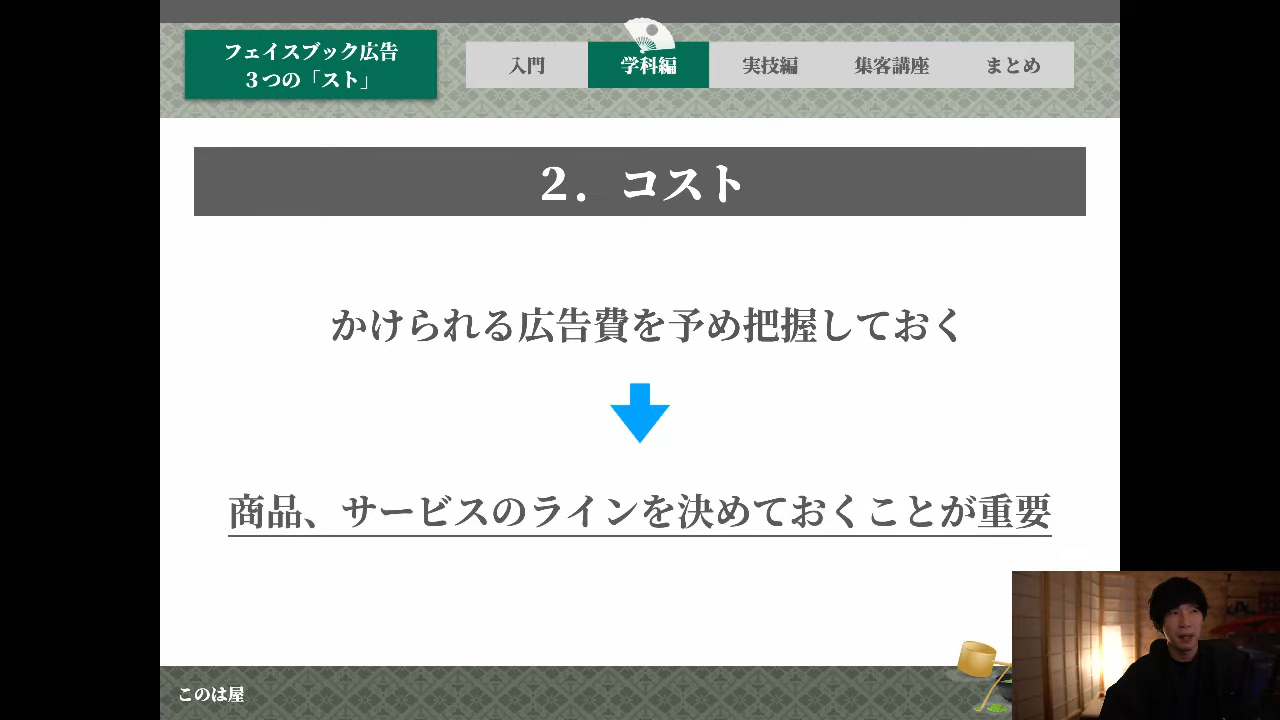 フェイスブック広告
３つの「スト」
入門
学科編
実技編
集客講座
まとめ
２．コスト
かけられる広告費を予め把握しておく
商品、サービスのラインを決めておくことが重要
このは屋